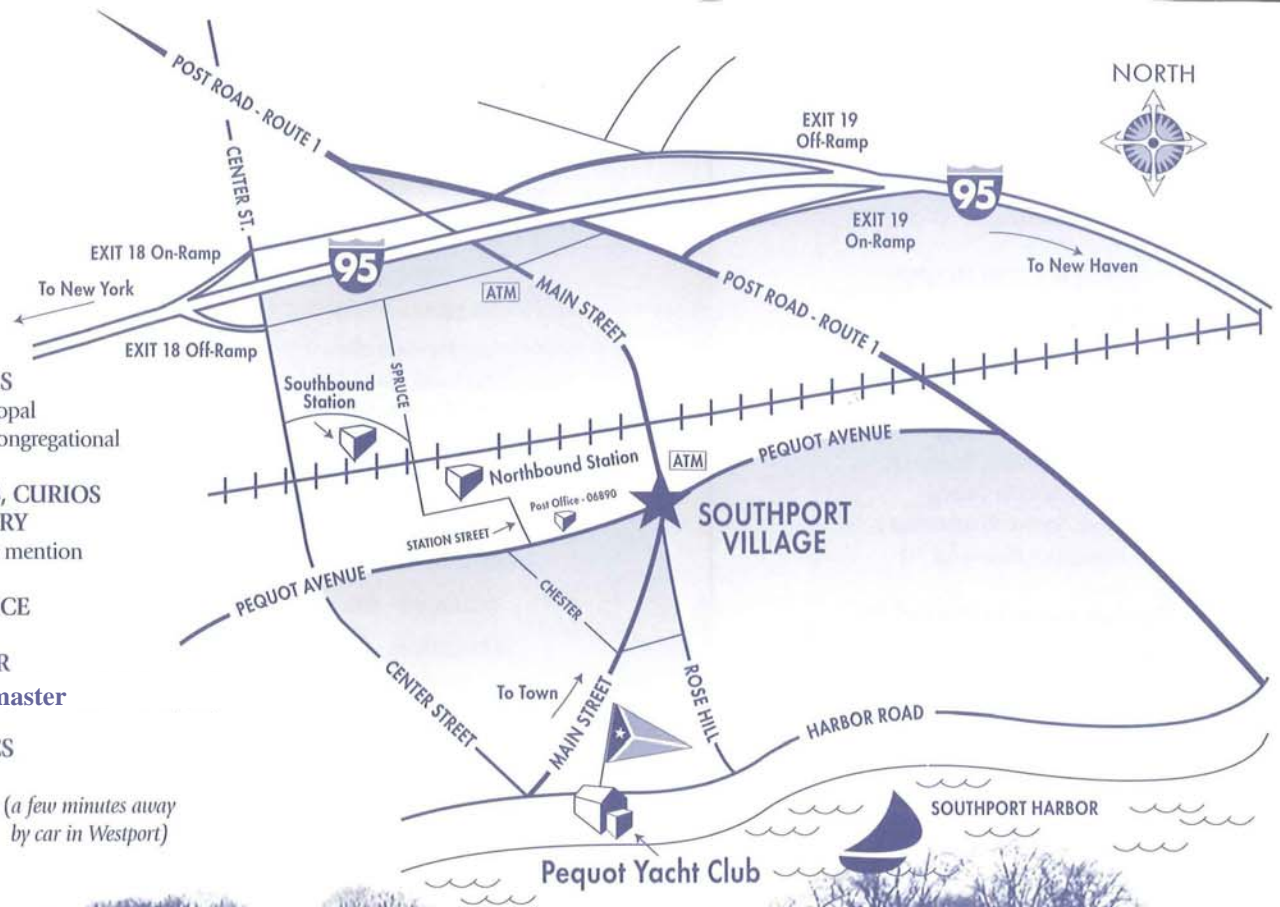 NORTH
POST ROAD - ROUTE 1
CENTER ST.
EXIT 19
Off-Ramp
95
EXIT 19
On-Ramp
To New Haven
EXIT 18 On-Ramp
95
To New York
ATM
MAIN STREET
POST ROAD - ROUTE 1
EXIT 18 Off-Ramp
SPRUCE
Southbound
Station
PEQUOT AVENUE
ATM
Northbound Station
Post Office - 06890
SOUTHPORT
VILLAGE
STATION STREET
PEQUOT AVENUE
CHESTER
CENTER STREET
To Town
MAIN STREET
ROSE HILL
HARBOR ROAD
SOUTHPORT HARBOR
Pequot Yacht Club
S
opal
ongregational
, CURIOS
RY
mention
CE
R
master
ES
(a few minutes away
by car in Westport)